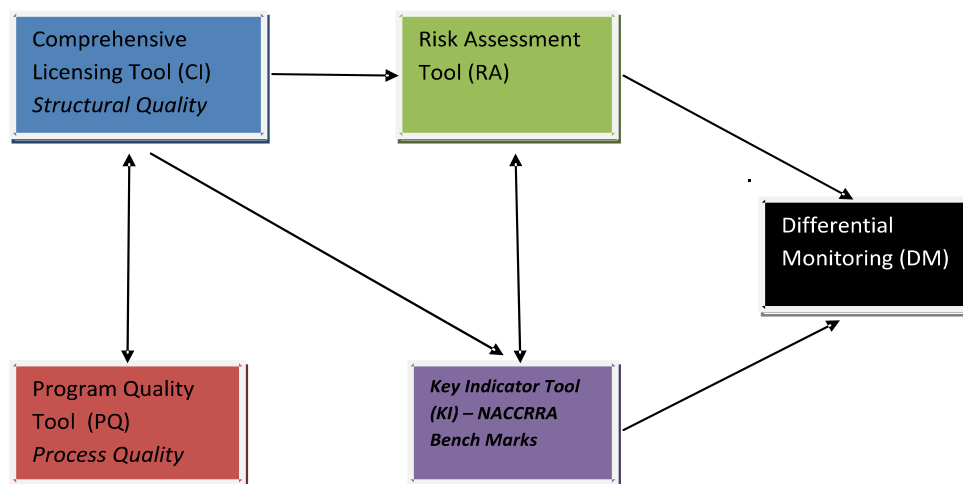 Comprehensive
Licensing Tool (CI)
Structural Quality
Risk Assessment
Tool (RA)
Differential
Monitoring (DM)
Program Quality
Tool (PQ)
Process Quality
Key Indicator Tool
(KI) – NACCRRA
Bench Marks